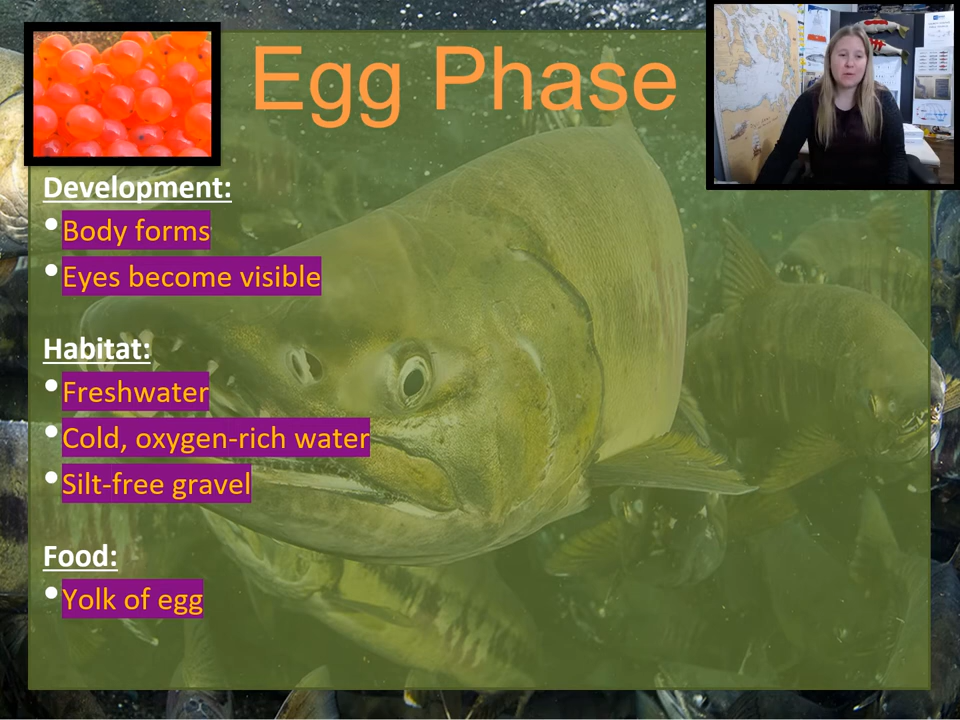 Egg Phase
Development:
•Body forms
•Eyes become visible
Habitat:
•Freshwater
•Cold, oxygen-rich water
•Silt-free gravel
Food:
•Yolk of egg